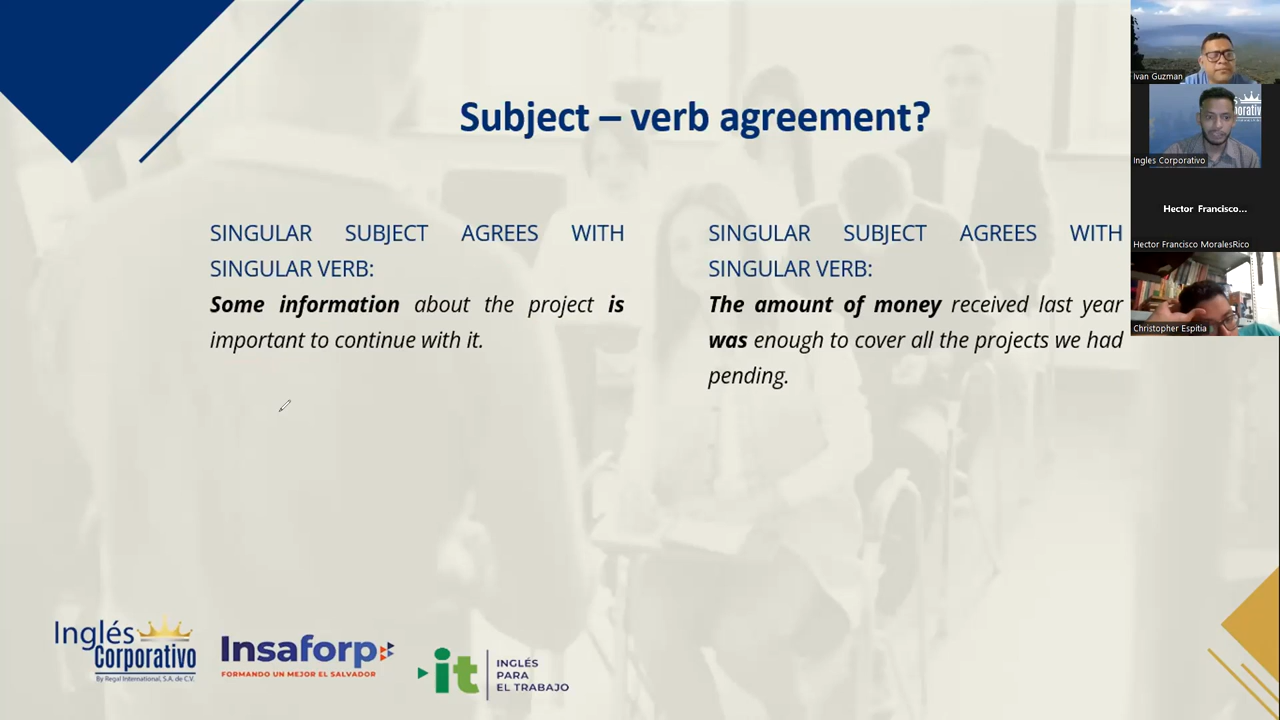 Subject – verb agreement?
SINGULAR SUBJECT AGREES WITH
SINGULAR VERB:
Some information about the project is
important to continue with it.
SINGULAR SUBJECT AGREES WITH
SINGULAR VERB:
The amount of money received last year
was enough to cover all the projects we had
pending.
Ivan Guzman
Ingles Corporativo
Hector Francisco...
Hector Francisco MoralesRico
Christopher Espitia
Inglés
Corporativo
By Regal International, S.A. de C.V.
Insaforp
FORMANDO UN MEJOR EL SALVADOR
it
INGLÉS
PARA
EL TRABAJO